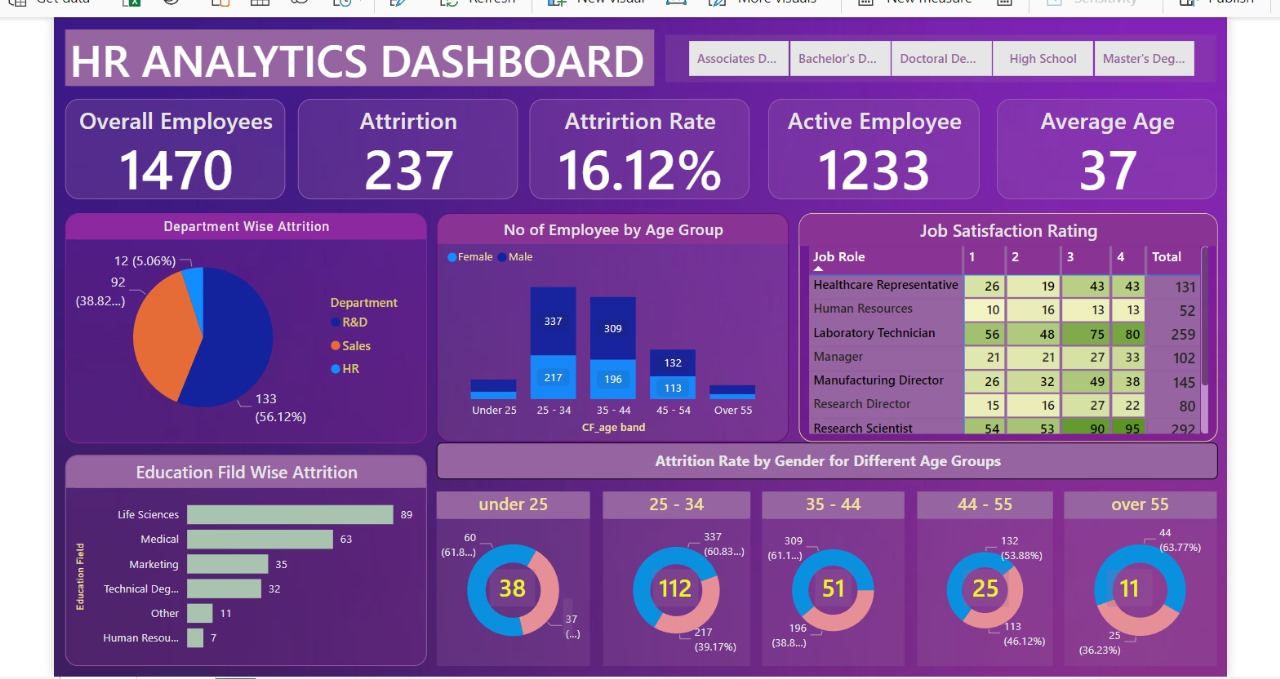 Get data
Refresh
New visual
More visuals
New measure
Sensitivity
Publish
HR ANALYTICS DASHBOARD
Associates D...
Bachelor's D...
Doctoral De...
High School
Master's Deg...
Overall Employees
1470
Attrirtion
237
Attrirtion Rate
16.12%
Active Employee
1233
Average Age
37
Department Wise Attrition
12 (5.06%)
92
(38.82...)
133
(56.12%)
Department
R&D
Sales
HR
No of Employee by Age Group
Female Male
337
217
309
196
132
113
Under 25 25 - 34 35 - 44 45 - 54 Over 55
CF_age band
Job Satisfaction Rating
Job Role 1 2 3 4 Total
Healthcare Representative 26 19 43 43 131
Human Resources 10 16 13 13 52
Laboratory Technician 56 48 75 80 259
Manager 21 21 27 33 102
Manufacturing Director 26 32 49 38 145
Research Director 15 16 27 22 80
Research Scientist 54 53 90 95 292
Education Fild Wise Attrition
Education Field
Life Sciences 89
Medical 63
Marketing 35
Technical Deg... 32
Other 11
Human Resou... 7
Attrition Rate by Gender for Different Age Groups
under 25
60
(61.8...)
38
37
(...)
25 - 34
337
(60.83...)
112
217
(39.17%)
35 - 44
309
(61.1...)
51
196
(38.8...)
44 - 55
132
(53.88%)
25
113
(46.12%)
over 55
44
(63.77%)
11
25
(36.23%)